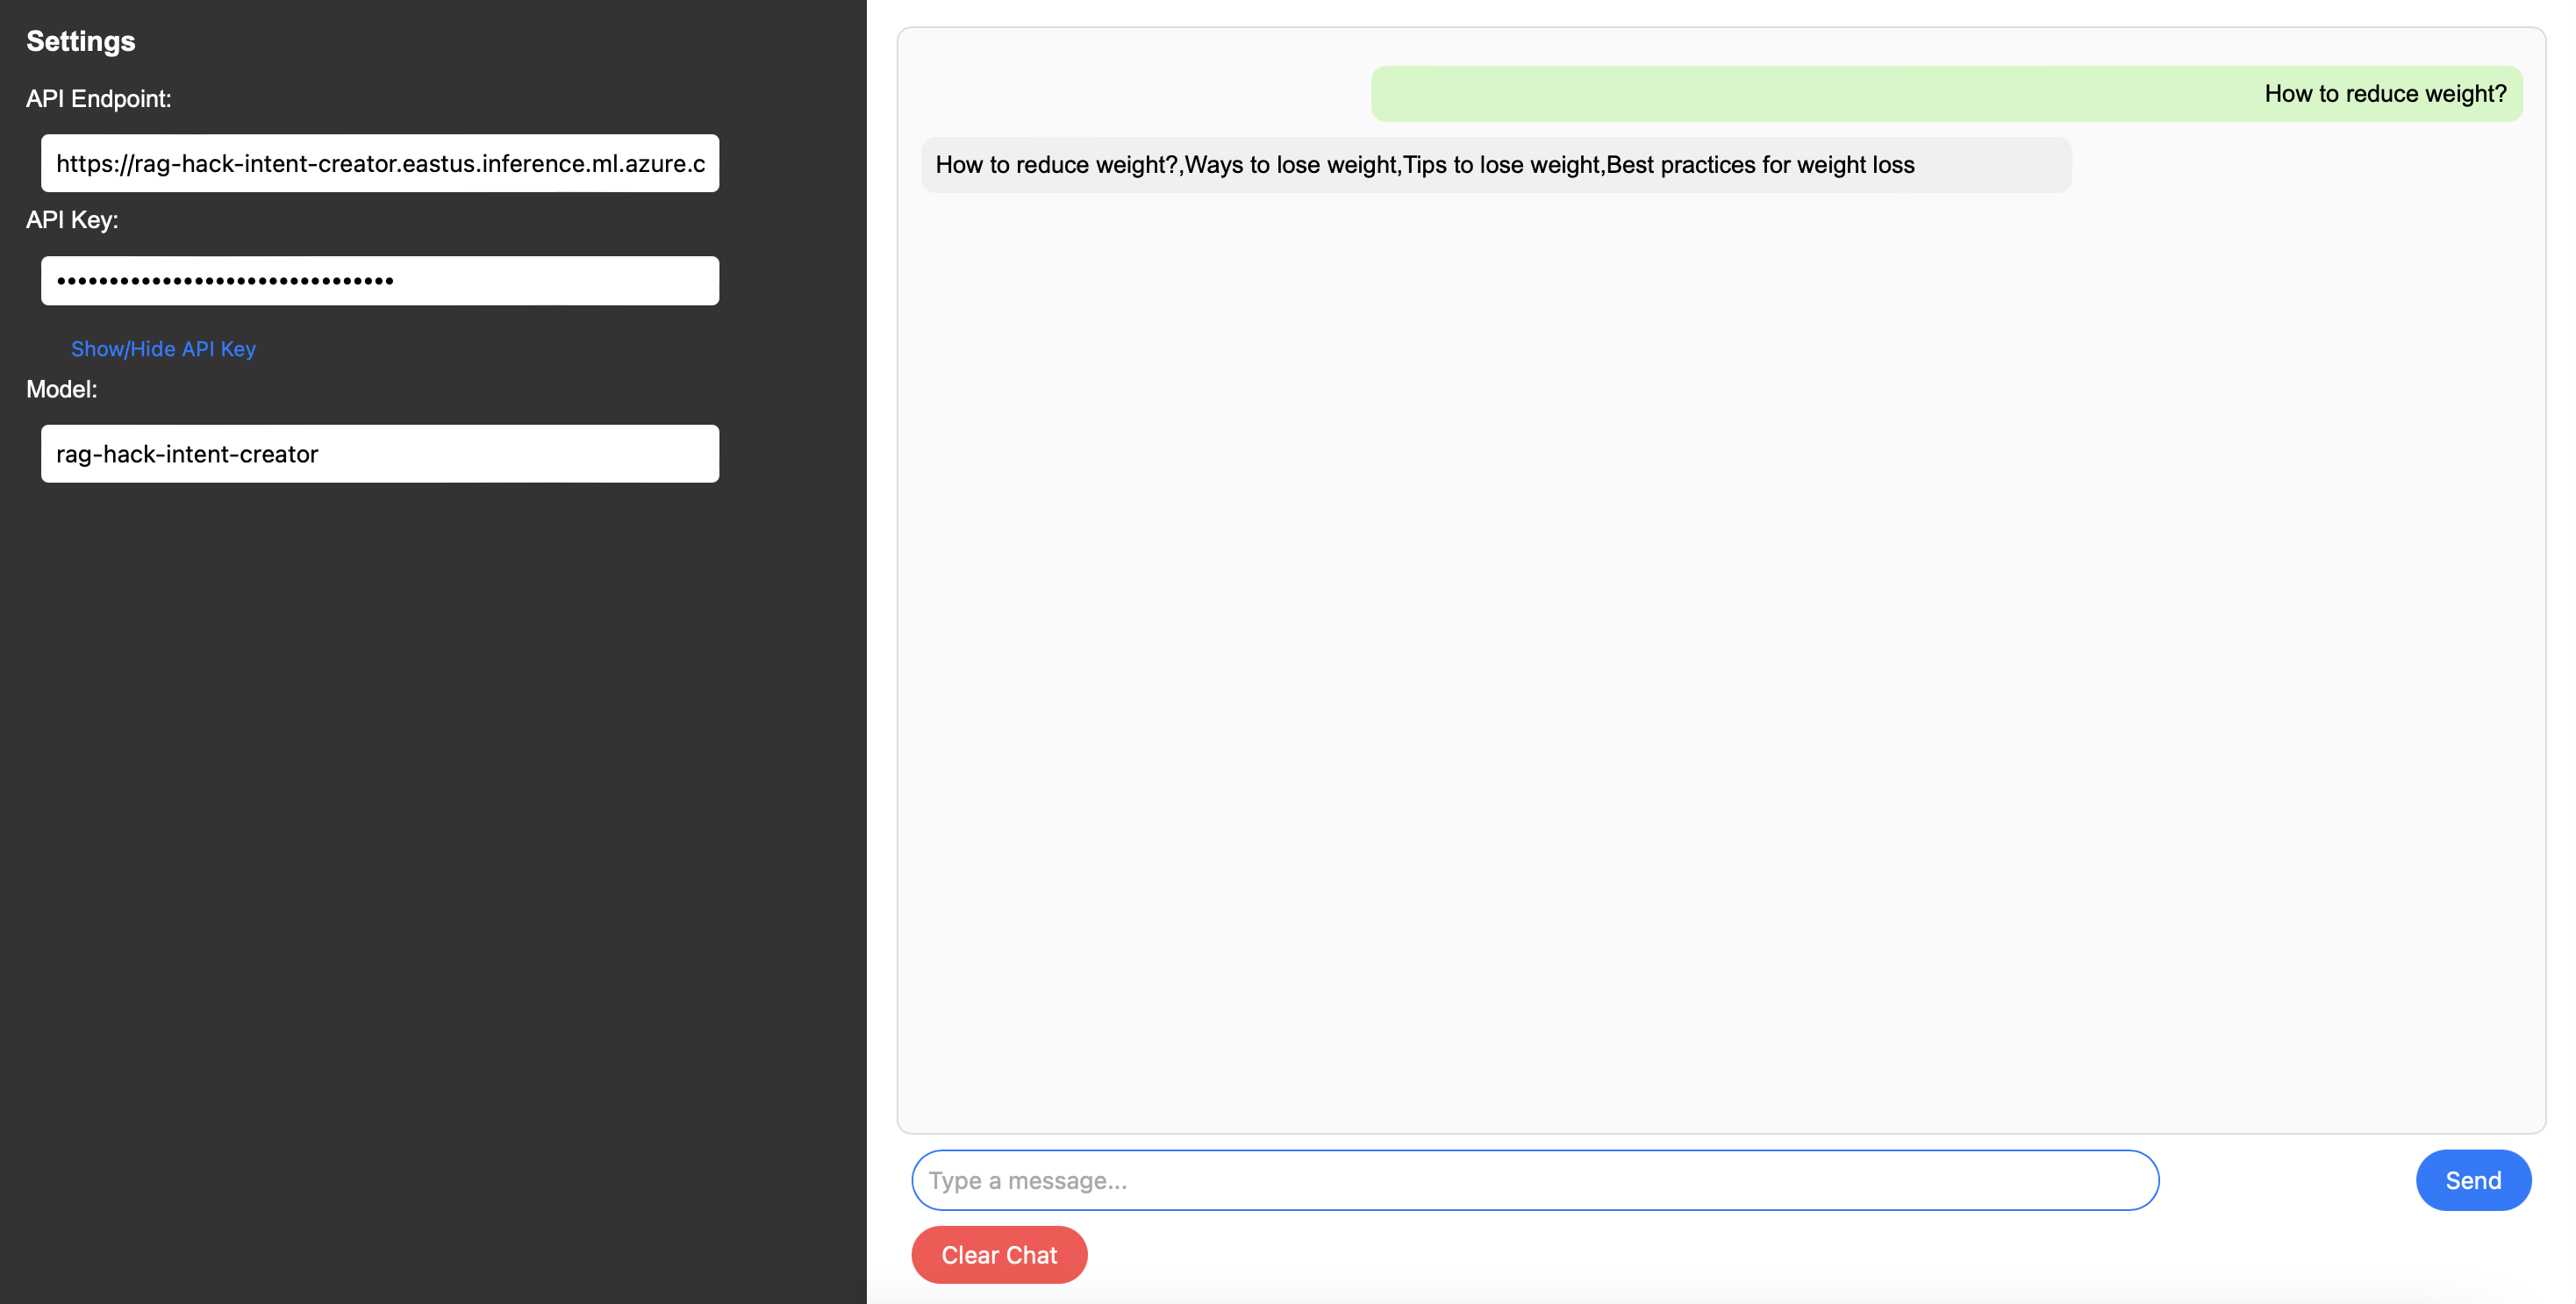 Settings
API Endpoint:
https://rag-hack-intent-creator.eastus.inference.ml.azure.c
API Key:
••••••••••••••••••••••••••••••••
Show/Hide API Key
Model:
rag-hack-intent-creator
How to reduce weight?
How to reduce weight?,Ways to lose weight,Tips to lose weight,Best practices for weight loss
Type a message...
Send
Clear Chat